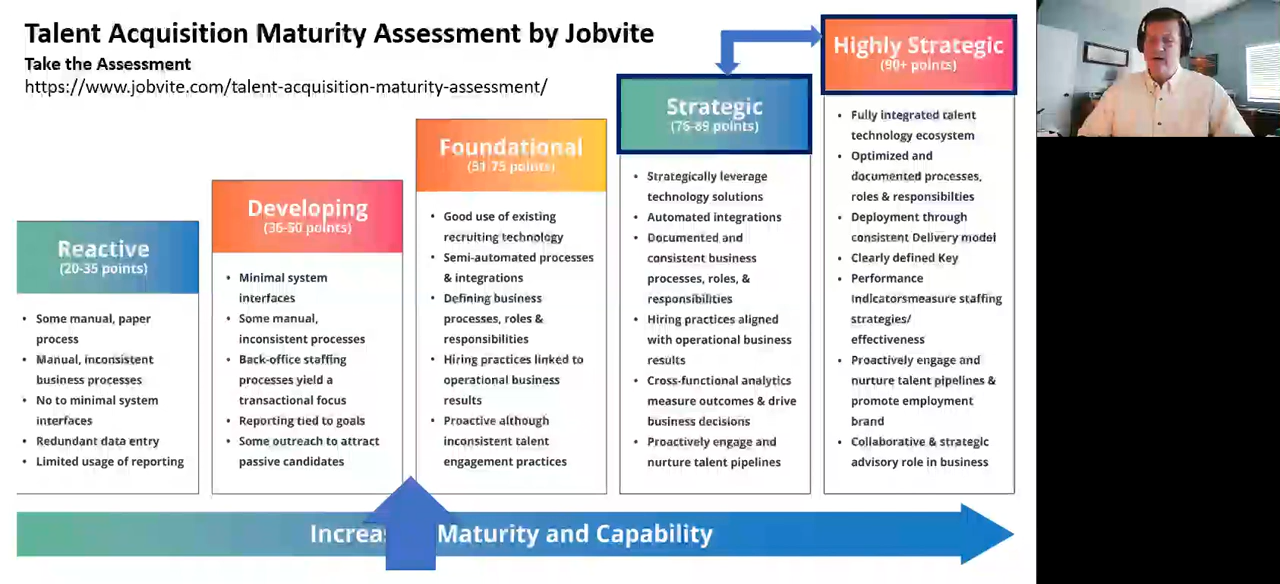 Talent Acquisition Maturity Assessment by Jobvite
Take the Assessment
https://www.jobvite.com/talent-acquisition-maturity-assessment/
Reactive
(20-35 points)
• Some manual, paper
process
• Manual, inconsistent
business processes
• No to minimal system
interfaces
• Redundant data entry
• Limited usage of reporting
Developing
(36-50 points)
• Minimal system
interfaces
• Some manual,
inconsistent processes
• Back-office staffing
processes yield a
transactional focus
• Reporting tied to goals
• Some outreach to attract
passive candidates
Foundational
(51-75 points)
• Good use of existing
recruiting technology
• Semi-automated processes
& integrations
• Defining business
processes, roles &
responsibilities
• Hiring practices linked to
operational business
results
• Proactive although
inconsistent talent
engagement practices
Strategic
(76-89 points)
• Strategically leverage
technology solutions
• Automated integrations
• Documented and
consistent business
processes, roles, &
responsibilities
• Hiring practices aligned
with operational business
results
• Cross-functional analytics
measure outcomes & drive
business decisions
• Proactively engage and
nurture talent pipelines
Highly Strategic
(90+ points)
• Fully integrated talent
technology ecosystem
• Optimized and
documented processes,
roles & responsibilties
• Deployment through
consistent Delivery model
• Clearly defined Key
• Performance
Indicatorsmeasure staffing
strategies/
effectiveness
• Proactively engage and
nurture talent pipelines &
promote employment
brand
• Collaborative & strategic
advisory role in business
Increa Maturity and Capability